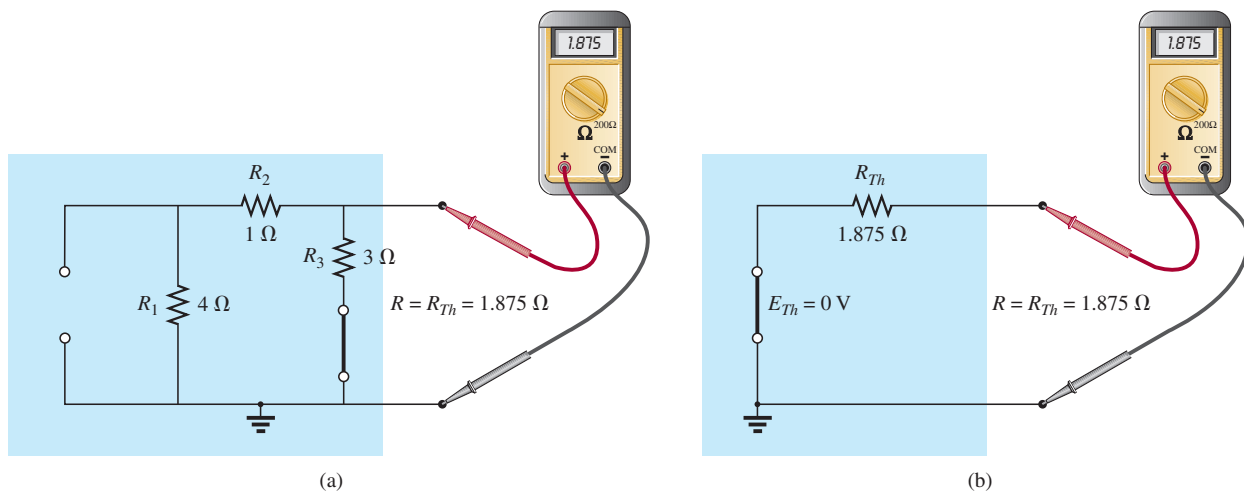 1.875
200Ω
Ω
COM
+
−
R2
1 Ω
R3
3 Ω
R1
4 Ω
R = RTh = 1.875 Ω
(a)
1.875
200Ω
Ω
COM
+
−
RTh
1.875 Ω
ETh = 0 V
R = RTh = 1.875 Ω
(b)